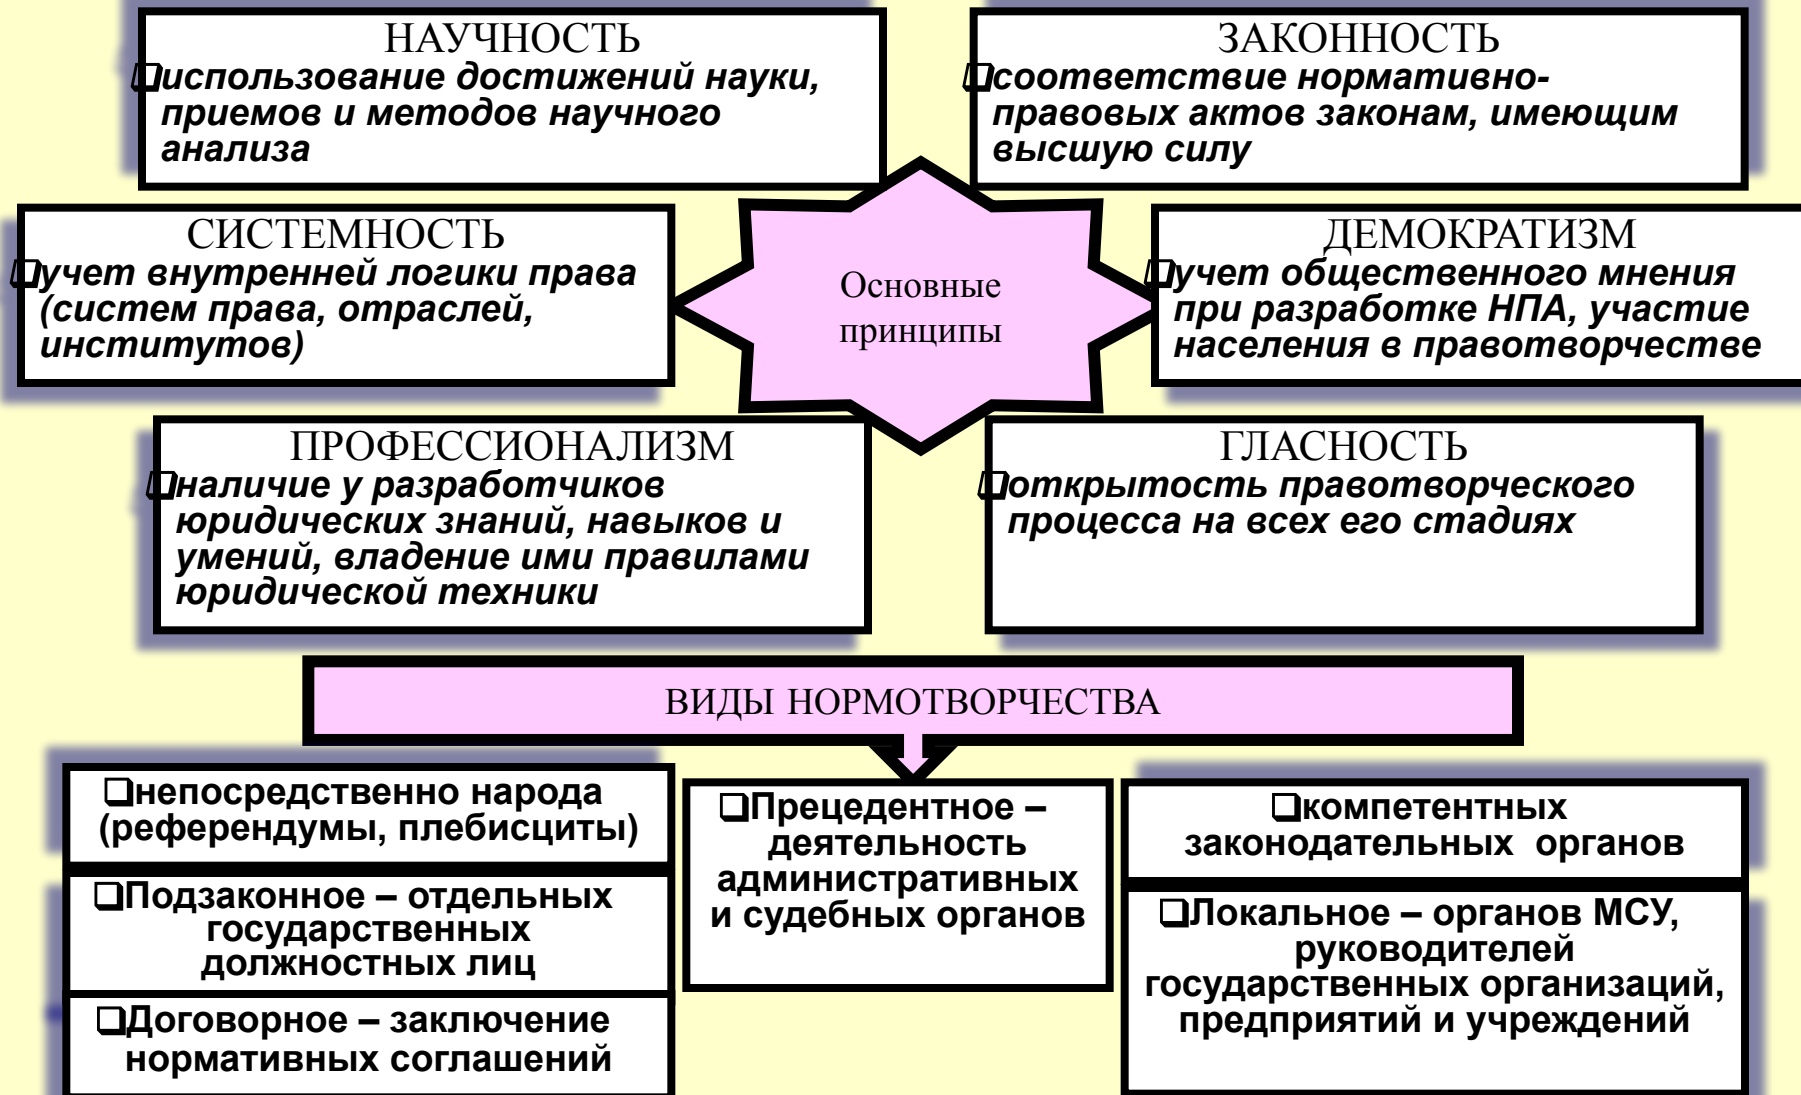 НАУЧНОСТЬ
❑использование достижений науки,
приемов и методов научного
анализа
ЗАКОННОСТЬ
❑соответствие нормативно-
правовых актов законам, имеющим
высшую силу
СИСТЕМНОСТЬ
❑учет внутренней логики права
(систем права, отраслей,
институтов)
Основные
принципы
ДЕМОКРАТИЗМ
❑учет общественного мнения
при разработке НПА, участие
населения в правотворчестве
ПРОФЕССИОНАЛИЗМ
❑наличие у разработчиков
юридических знаний, навыков и
умений, владение ими правилами
юридической техники
ГЛАСНОСТЬ
❑открытость правотворческого
процесса на всех его стадиях
ВИДЫ НОРМОТВОРЧЕСТВА
❑непосредственно народа
(референдумы, плебисциты)
❑Подзаконное – отдельных
государственных
должностных лиц
❑Договорное – заключение
нормативных соглашений
❑Прецедентное –
деятельность
административных
и судебных органов
❑компетентных
законодательных органов
❑Локальное – органов МСУ,
руководителей
государственных организаций,
предприятий и учреждений